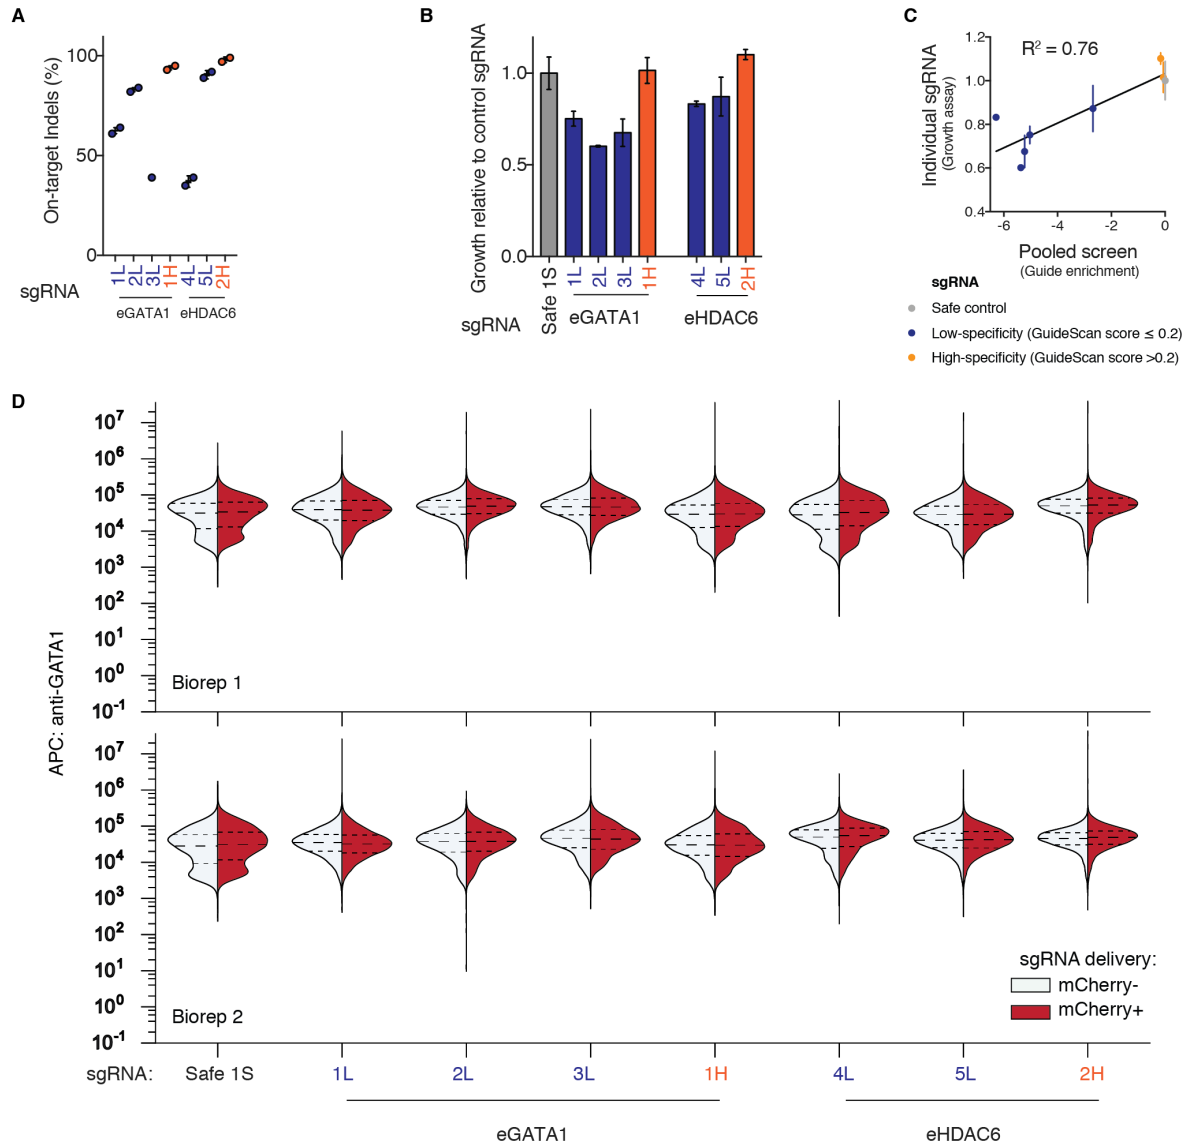 A
On-target Indels (%)
100
50
0
1L 2L 3L 1H 4L 5L 2H
sgRNA
eGATA1 eHDAC6
B
Growth relative to control sgRNA
1.0
0.5
0.0
Safe 1S 1L 2L 3L 1H 4L 5L 2H
sgRNA
eGATA1 eHDAC6
C
Individual sgRNA
(Growth assay)
R² = 0.76
1.2
1.0
0.8
0.6
0.4
-6 -4 -2 0
Pooled screen
(Guide enrichment)
sgRNA
Safe control
Low-specificity (GuideScan score ≤ 0.2)
High-specificity (GuideScan score >0.2)
D
APC: anti-GATA1
10⁷
10⁶
10⁵
10⁴
10³
10²
10¹
10⁰
10⁻¹
Biorep 1
10⁷
10⁶
10⁵
10⁴
10³
10²
10¹
10⁰
10⁻¹
Biorep 2
sgRNA delivery:
mCherry-
mCherry+
sgRNA: Safe 1S 1L 2L 3L 1H 4L 5L 2H
eGATA1 eHDAC6